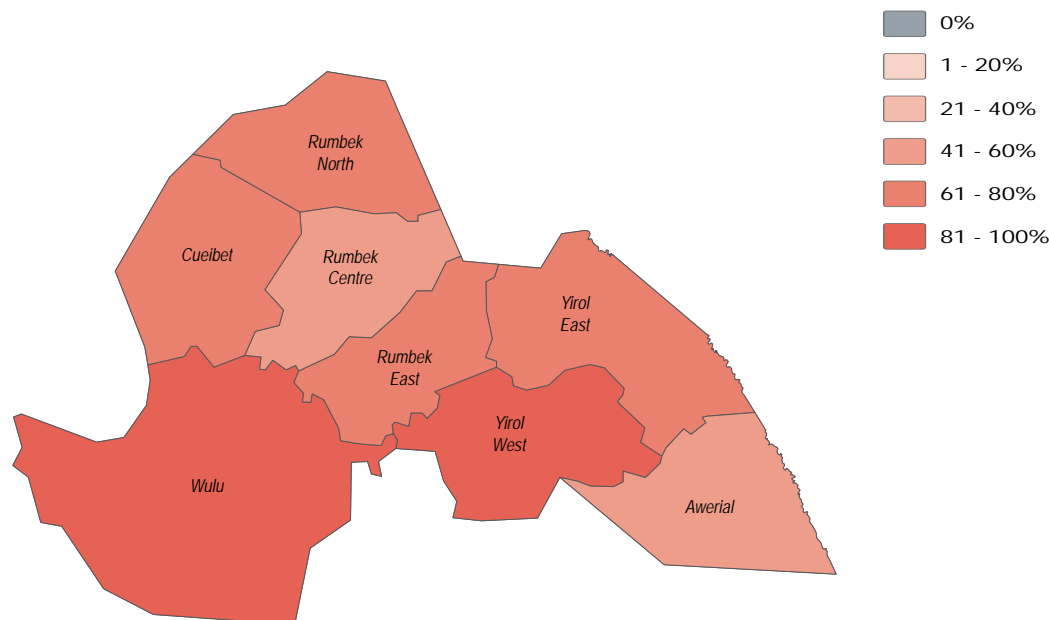 0%
1 - 20%
21 - 40%
41 - 60%
61 - 80%
81 - 100%
Rumbek
North
Cueibet
Rumbek
Centre
Yirol
East
Rumbek
East
Yirol
West
Wulu
Awerial